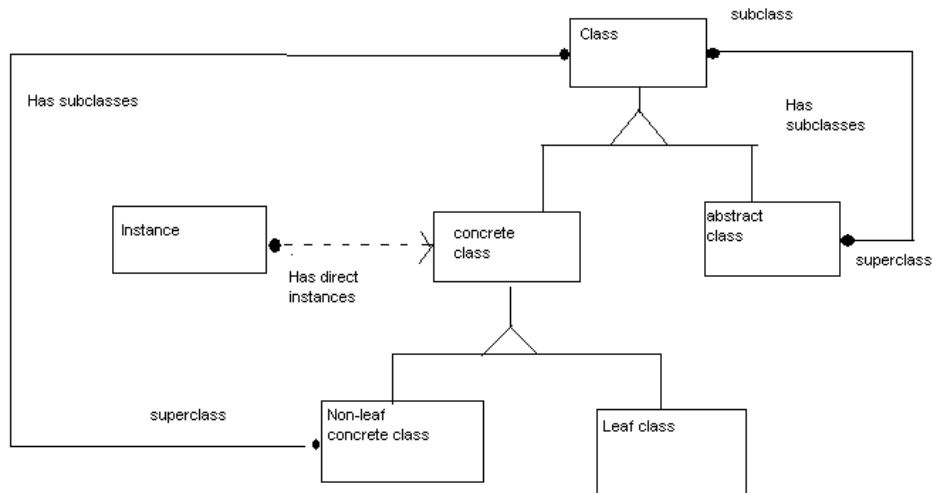 subclass
Class
Has subclasses
Has
subclasses
Instance
concrete
class
abstract
class
superclass
Has direct
instances
superclass
Non-leaf
concrete class
Leaf class